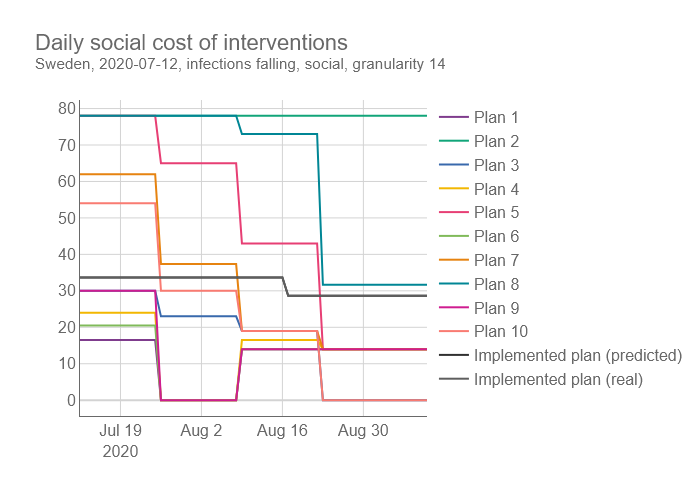 Daily social cost of interventions
Sweden, 2020-07-12, infections falling, social, granularity 14
80
70
60
50
40
30
20
10
0
Jul 19
2020
Aug 2
Aug 16
Aug 30
Plan 1
Plan 2
Plan 3
Plan 4
Plan 5
Plan 6
Plan 7
Plan 8
Plan 9
Plan 10
Implemented plan (predicted)
Implemented plan (real)